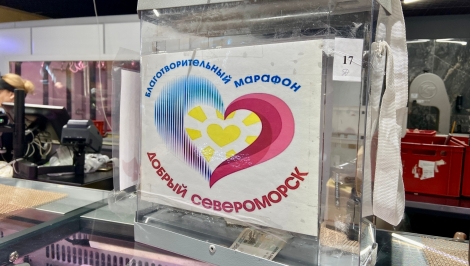 БЛАГОТВОРИТЕЛЬНЫЙ МАРАФОН
ДОБРЫЙ СЕВЕРОМОРСК
17